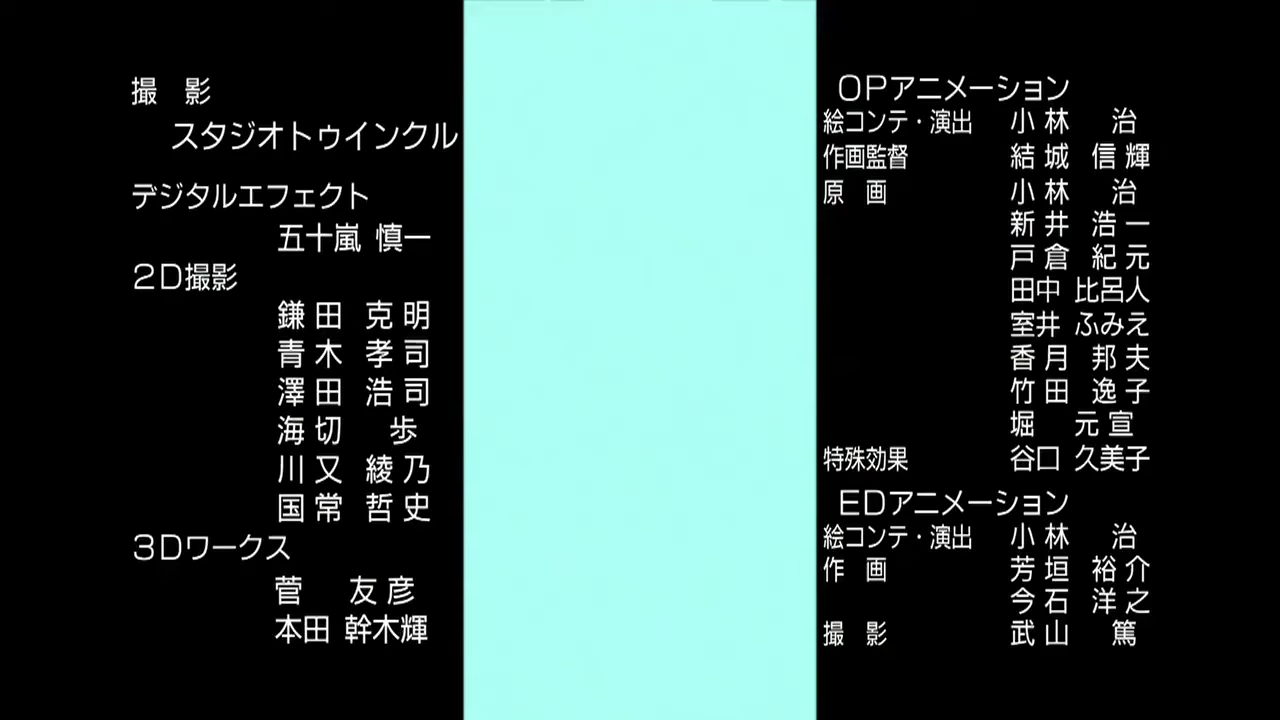 撮　影
スタジオトゥインクル
デジタルエフェクト
五十嵐 慎一
2D撮影
鎌田 克明
青木 孝司
澤田 浩司
海切 歩
川又 綾乃
国常 哲史
3Dワークス
菅 友彦
本田 幹木輝
OPアニメーション
絵コンテ・演出 小林 治
作画監督 結城 信輝
原　画 小林 治
新井 浩一
戸倉 紀元
田中 比呂人
室井 ふみえ
香月 邦夫
竹田 逸子
堀 元宣
特殊効果 谷口 久美子
EDアニメーション
絵コンテ・演出 小林 治
作　画 芳垣 裕介
今石 洋之
撮　影 武山 篤